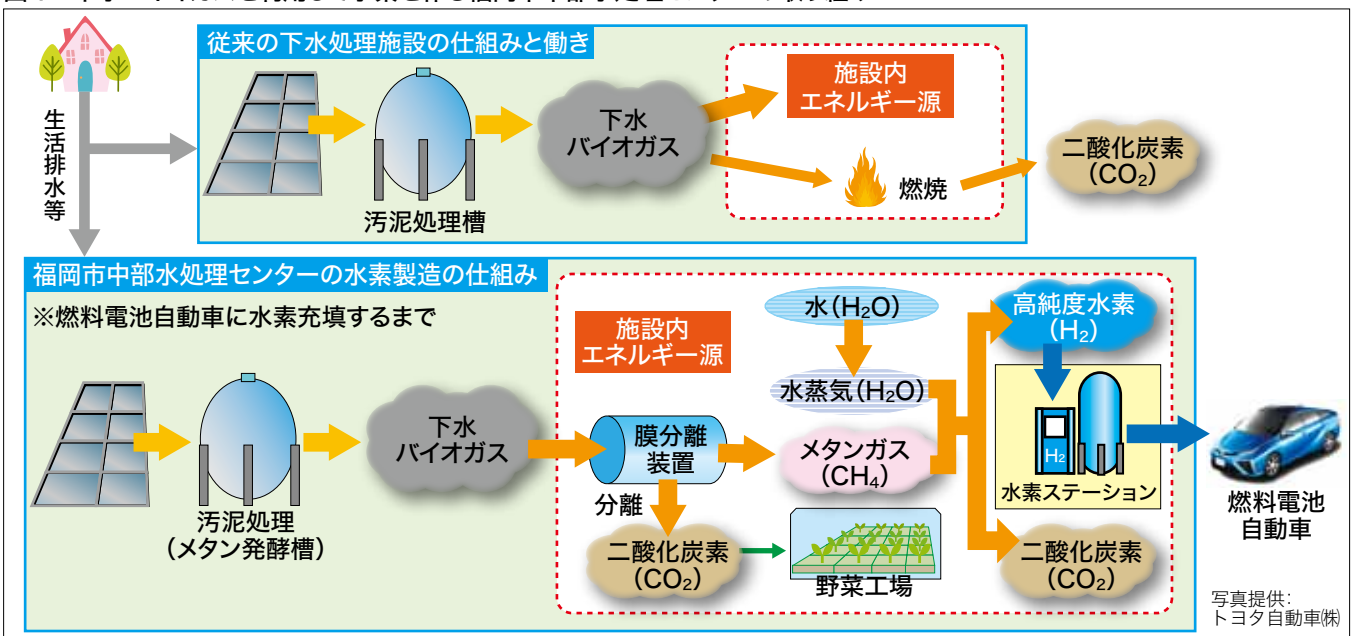 従来の下水処理施設の仕組みと働き
生活排水等
汚泥処理槽
下水
バイオガス
施設内
エネルギー源
燃焼
二酸化炭素
(CO₂)
福岡市中部水処理センターの水素製造の仕組み
※燃料電池自動車に水素充填するまで
汚泥処理
(メタン発酵槽)
下水
バイオガス
施設内
エネルギー源
膜分離
装置
分離
二酸化炭素
(CO₂)
水(H₂O)
水蒸気(H₂O)
メタンガス
(CH₄)
野菜工場
高純度水素
(H₂)
H₂
水素ステーション
二酸化炭素
(CO₂)
燃料電池
自動車
写真提供:
トヨタ自動車㈱